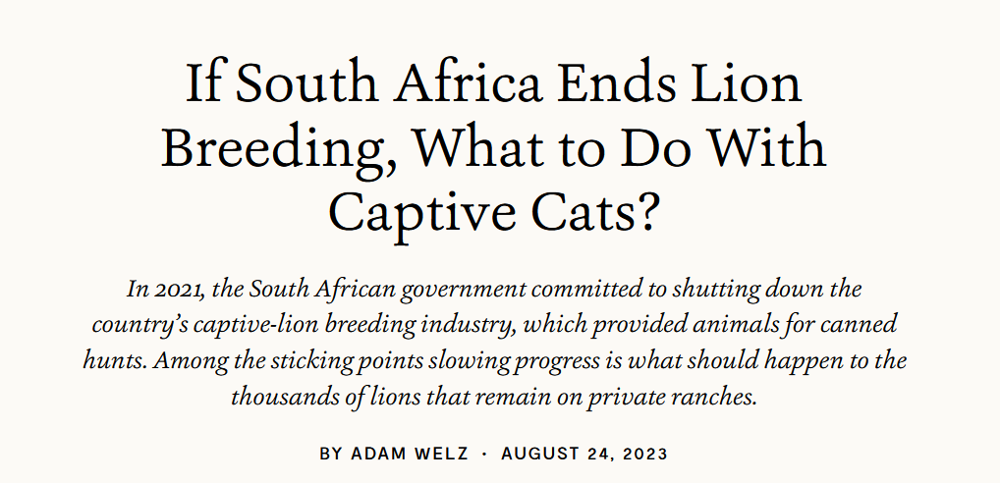 If South Africa Ends Lion
Breeding, What to Do With
Captive Cats?
In 2021, the South African government committed to shutting down the
country’s captive-lion breeding industry, which provided animals for canned
hunts. Among the sticking points slowing progress is what should happen to the
thousands of lions that remain on private ranches.
BY ADAM WELZ · AUGUST 24, 2023